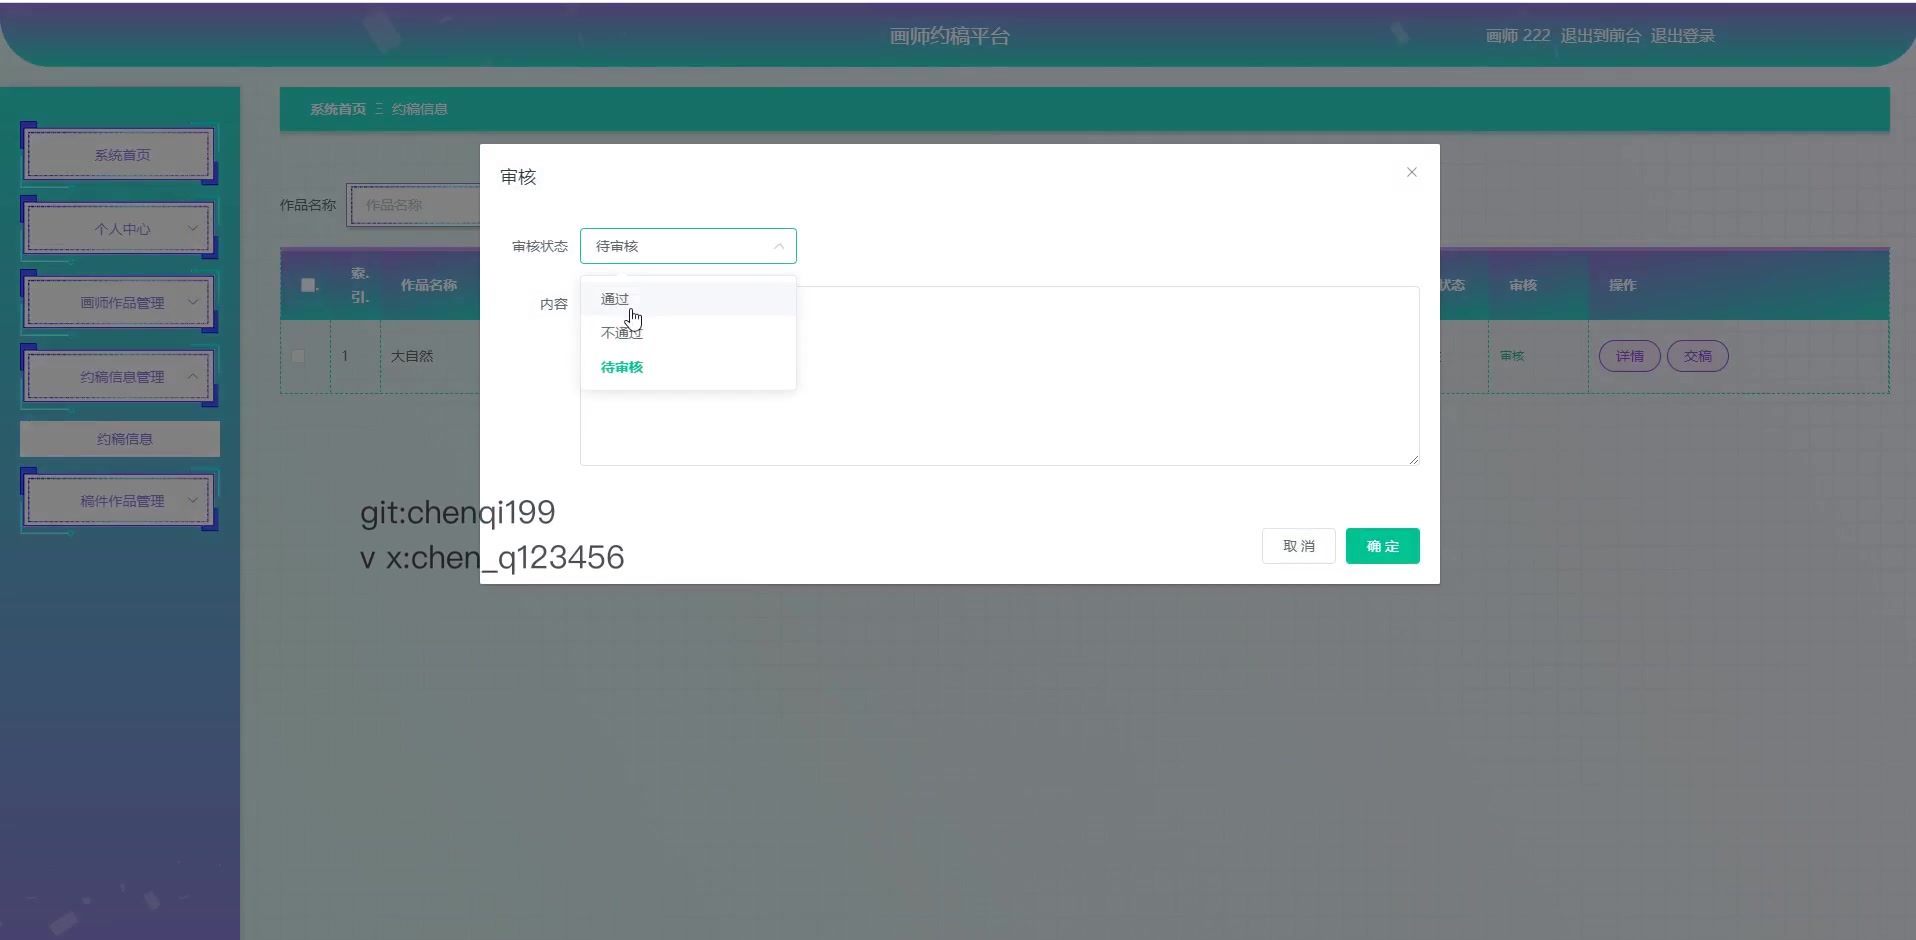 画师约稿平台
画师 222 退出到前台 退出登录
系统首页
个人中心
画师作品管理
约稿信息管理
约稿信息
稿件作品管理
系统首页 Ξ 约稿信息
作品名称 作品名称
索.
引.
作品名称
状态 审核 操作
1 大自然
审核 详情 交稿
审核
审核状态 待审核
通过
不通过
待审核
内容
取 消 确 定
git:chenqi199
v x:chen_q123456